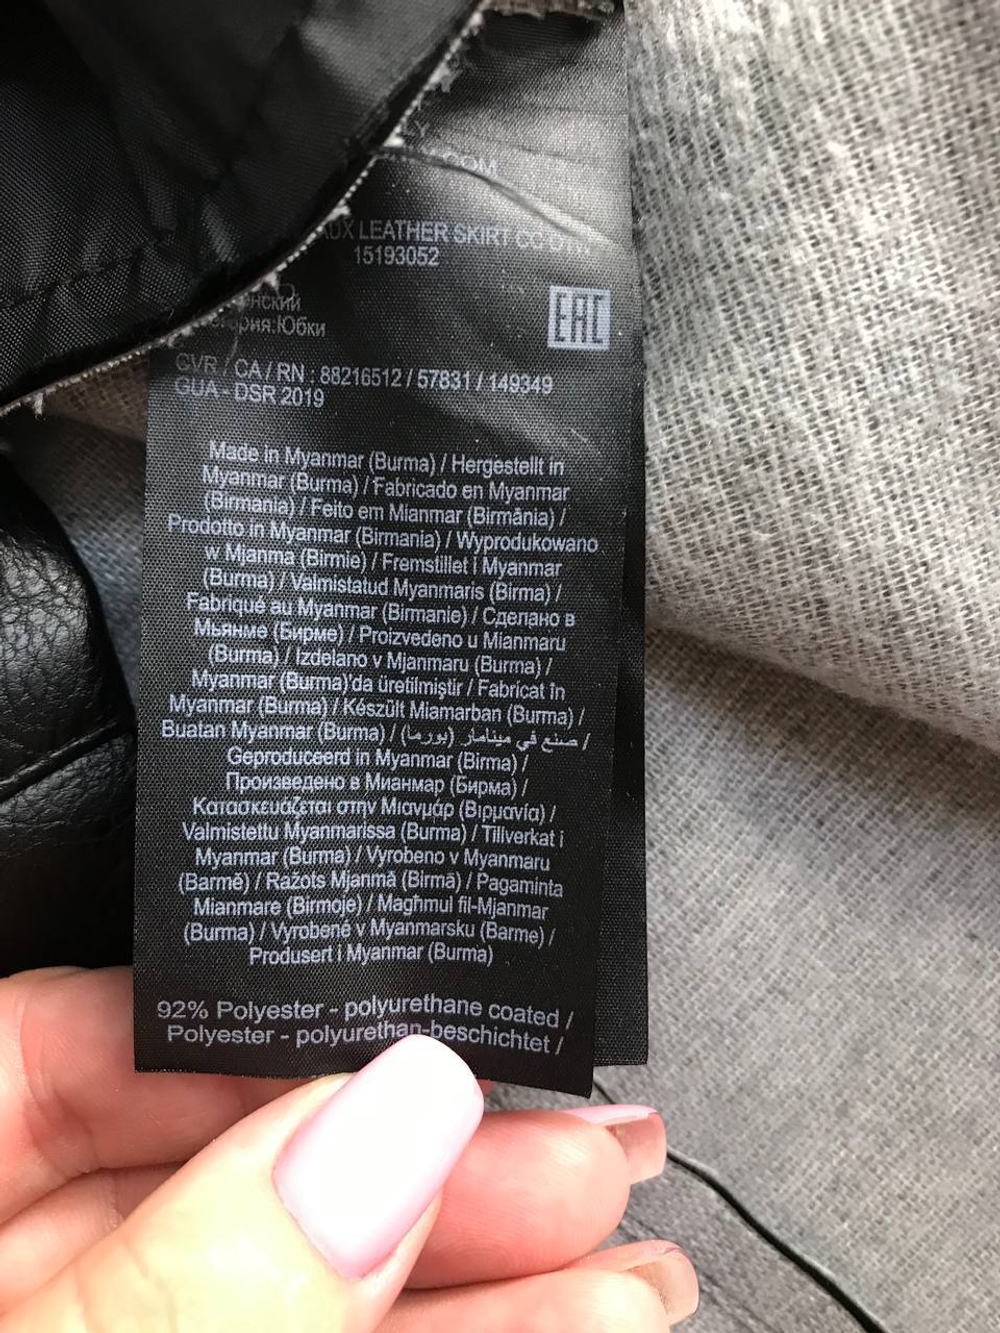 .COM
LEATHER SKIRT CO OTW
15193052
Юбки
EAC
GVR / CA / RN : 88216512 / 57831 / 149349
GUA - DSR 2019
Made in Myanmar (Burma) / Hergestellt in
Myanmar (Burma) / Fabricado en Myanmar
(Birmania) / Feito em Mianmar (Birmânia) /
Prodotto in Myanmar (Birmania) / Wyprodukowano
w Mjanma (Birmie) / Fremstillet i Myanmar
(Burma) / Valmistatud Myanmaris (Birma) /
Fabriqué au Myanmar (Birmanie) / Сделано в
Мьянме (Бирме) / Proizvedeno u Mianmaru
(Burma) / Izdelano v Mjanmaru (Burma) /
Myanmar (Burma)'da üretilmiştir / Fabricat în
Myanmar (Burma) / Készült Miamarban (Burma) /
Buatan Myanmar (Burma) / صنع في مينامار (بورما) /
Geproduceerd in Myanmar (Birma) /
Произведено в Мианмар (Бирма) /
Κατασκευάζεται στην Μιανμάρ (Βιρμανία) /
Valmistettu Myanmarissa (Burma) / Tillverkat i
Myanmar (Burma) / Vyrobeno v Myanmaru
(Barmě) / Ražots Mjanmā (Birmā) / Pagaminta
Mianmare (Birmoje) / Magħmul fil-Mjanmar
(Burma) / Vyrobené v Myanmarsku (Barme) /
Produsert i Myanmar (Burma)
92% Polyester - polyurethane coated /
Polyester - polyurethan-beschichtet /